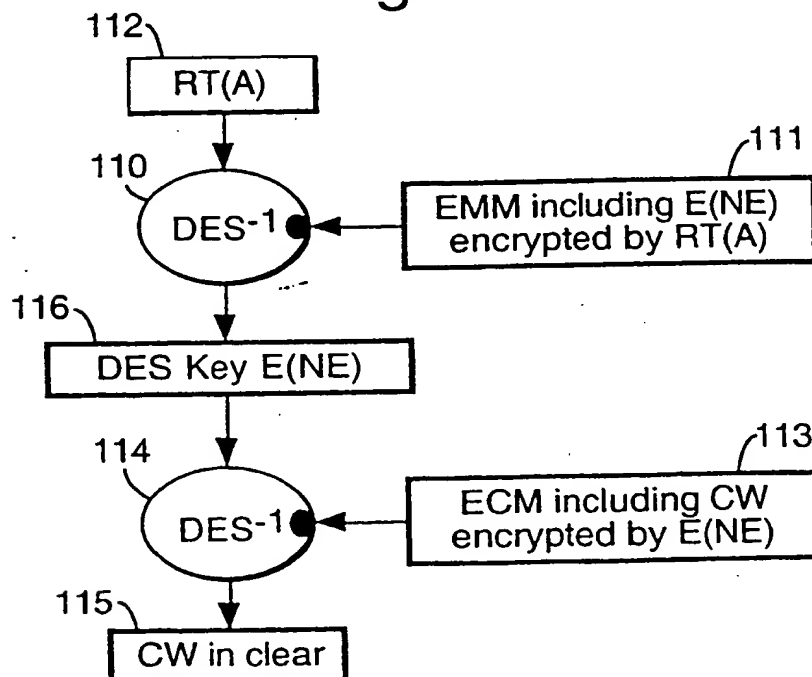 112
RT(A)
110
DES-1
111
EMM including E(NE)
encrypted by RT(A)
116
DES Key E(NE)
114
DES-1
113
ECM including CW
encrypted by E(NE)
115
CW in clear